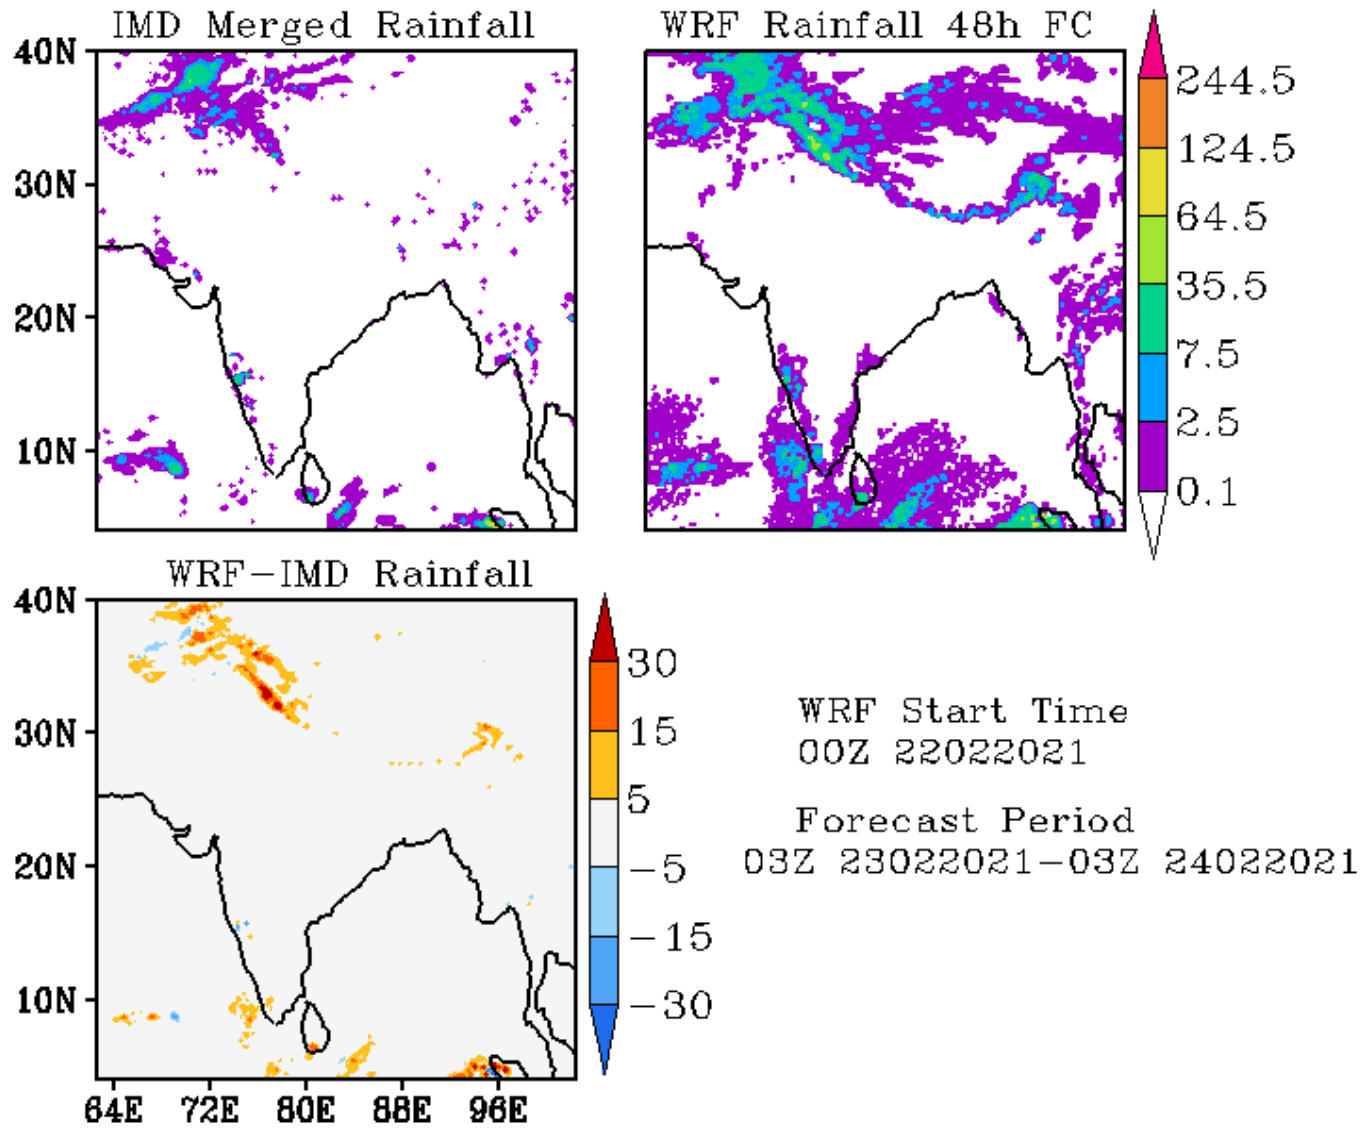 IMD Merged Rainfall
WRF Rainfall 48h FC
40N
30N
20N
10N
244.5
124.5
64.5
35.5
7.5
2.5
0.1
WRF-IMD Rainfall
40N
30N
20N
10N
64E 72E 80E 88E 96E
30
15
5
-5
-15
-30
WRF Start Time
00Z 22022021
Forecast Period
03Z 23022021-03Z 24022021